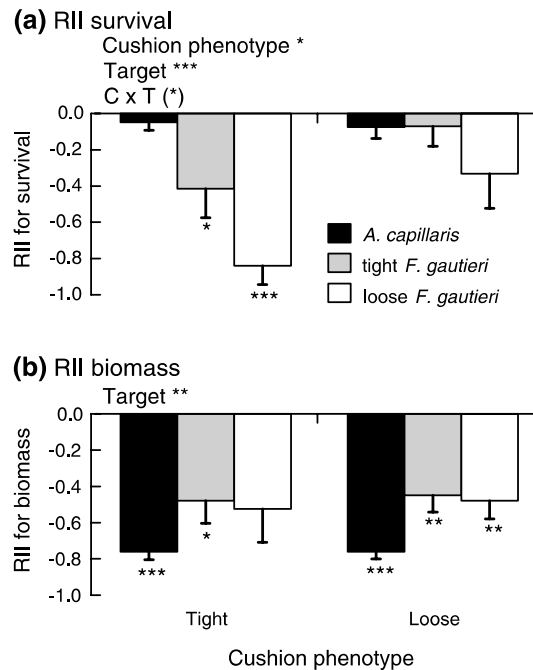 (a) RII survival
Cushion phenotype *
Target ***
C x T (*)
0.0
-0.2
-0.4
-0.6
-0.8
-1.0
RII for survival
*
***
A. capillaris
tight F. gautieri
loose F. gautieri
(b) RII biomass
Target **
0.0
-0.2
-0.4
-0.6
-0.8
-1.0
RII for biomass
*** * *** ** **
Tight Loose
Cushion phenotype